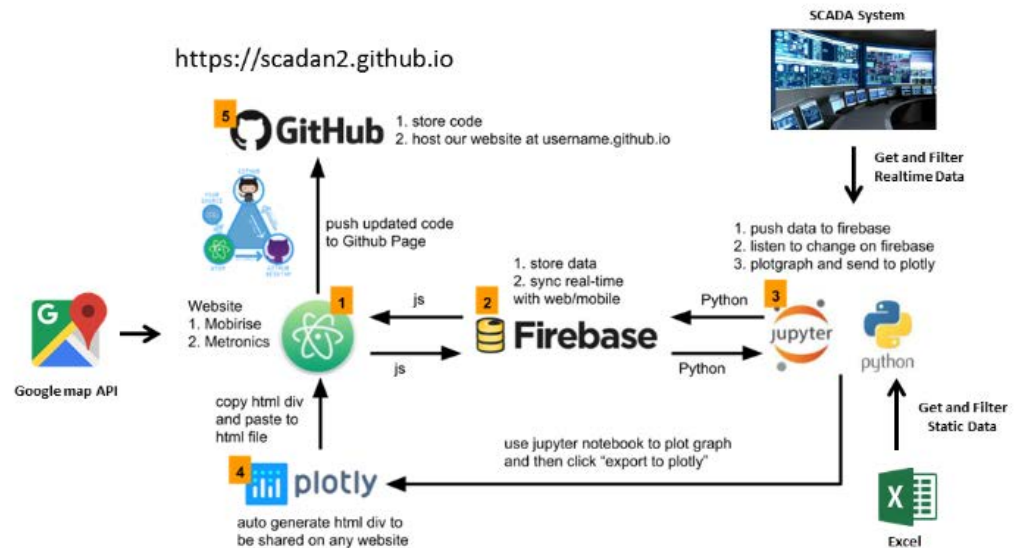 SCADA System
https://scadan2.github.io
5
GitHub
1. store code
2. host our website at username.github.io
Get and Filter
Realtime Data
push updated code
to Github Page
1. push data to firebase
2. listen to change on firebase
3. plotgraph and send to plotly
1. store data
2. sync real-time
with web/mobile
Website
1. Mobirise
2. Metronics
1
js
js
2
Firebase
Python
Python
3
jupyter
python
G
Google map API
copy html div
and paste to
html file
Get and Filter
Static Data
use jupyter notebook to plot graph
and then click “export to plotly”
4
plotly
auto generate html div to
be shared on any website
X
Excel